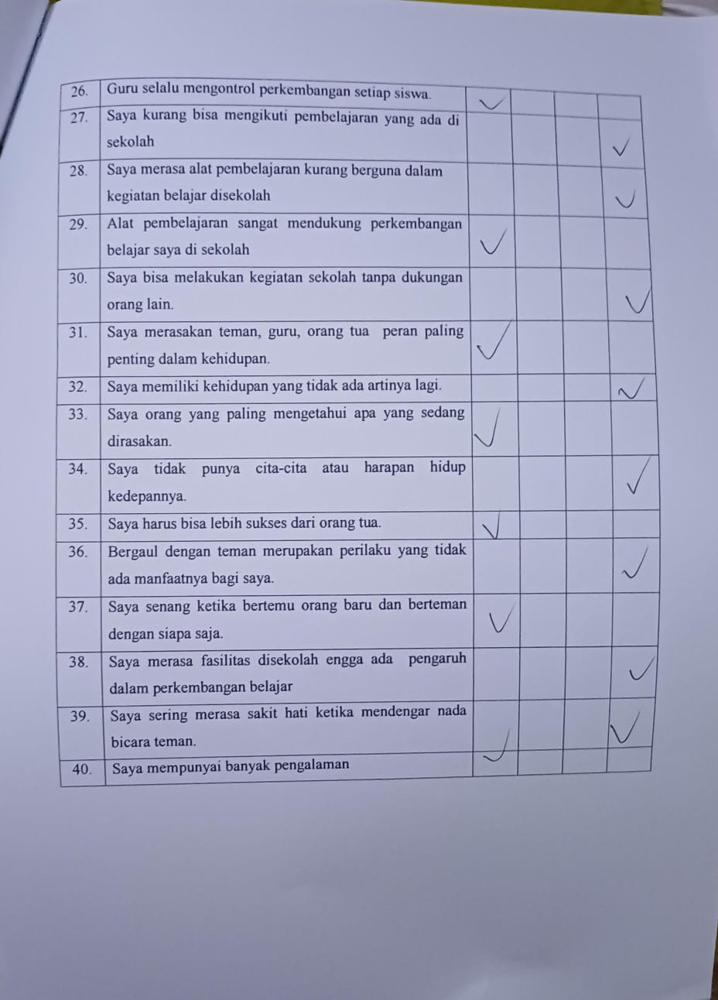 26. Guru selalu mengontrol perkembangan setiap siswa. ✓
27. Saya kurang bisa mengikuti pembelajaran yang ada di
sekolah ✓
28. Saya merasa alat pembelajaran kurang berguna dalam
kegiatan belajar disekolah ✓
29. Alat pembelajaran sangat mendukung perkembangan
belajar saya di sekolah ✓
30. Saya bisa melakukan kegiatan sekolah tanpa dukungan
orang lain. ✓
31. Saya merasakan teman, guru, orang tua peran paling
penting dalam kehidupan. ✓
32. Saya memiliki kehidupan yang tidak ada artinya lagi. ✓
33. Saya orang yang paling mengetahui apa yang sedang
dirasakan. ✓
34. Saya tidak punya cita-cita atau harapan hidup
kedepannya. ✓
35. Saya harus bisa lebih sukses dari orang tua. ✓
36. Bergaul dengan teman merupakan perilaku yang tidak
ada manfaatnya bagi saya. ✓
37. Saya senang ketika bertemu orang baru dan berteman
dengan siapa saja. ✓
38. Saya merasa fasilitas disekolah engga ada pengaruh
dalam perkembangan belajar ✓
39. Saya sering merasa sakit hati ketika mendengar nada
bicara teman. ✓
40. Saya mempunyai banyak pengalaman ✓